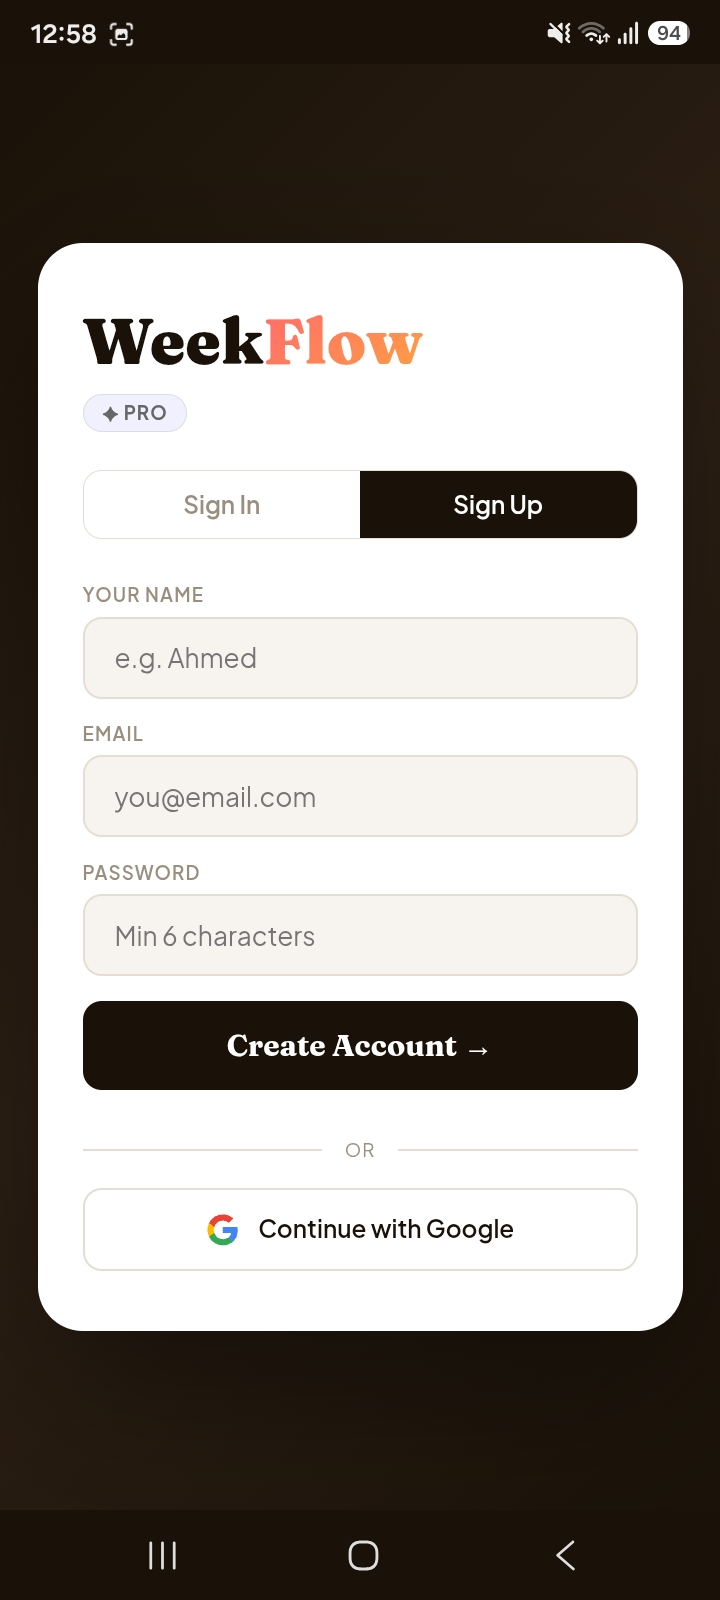 12:58
94
WeekFlow
✦ PRO
Sign In
Sign Up
YOUR NAME
e.g. Ahmed
EMAIL
you@email.com
PASSWORD
Min 6 characters
Create Account →
OR
Continue with Google